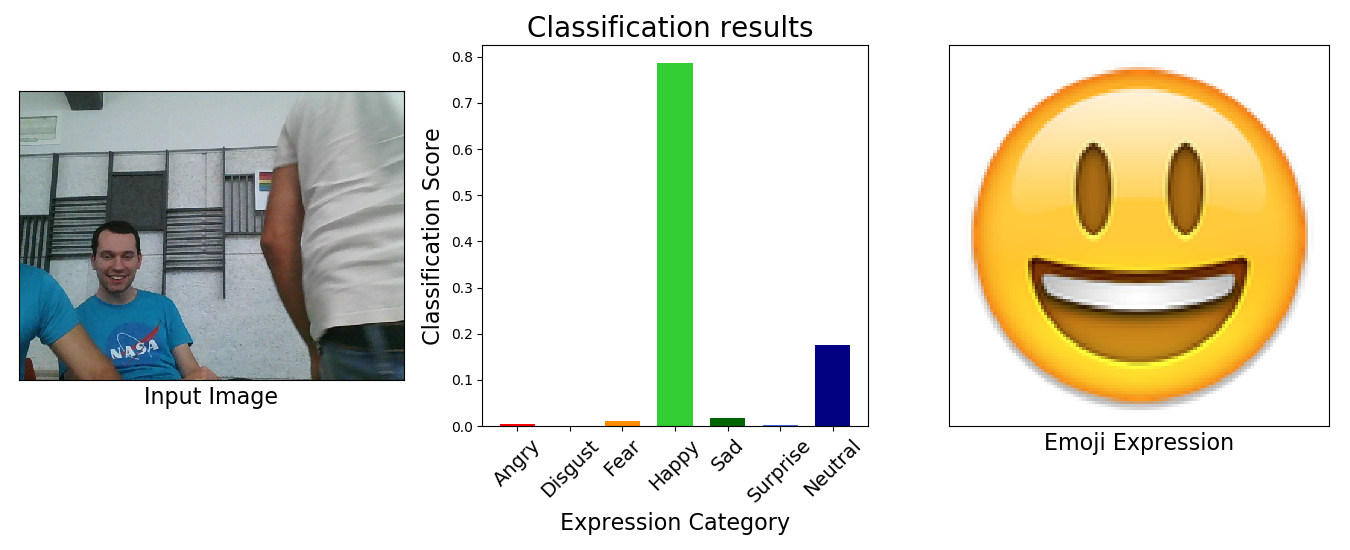 Classification results
NASA
Input Image
Classification Score
0.8
0.7
0.6
0.5
0.4
0.3
0.2
0.1
0.0
Angry
Disgust
Fear
Happy
Sad
Surprise
Neutral
Expression Category
Emoji Expression